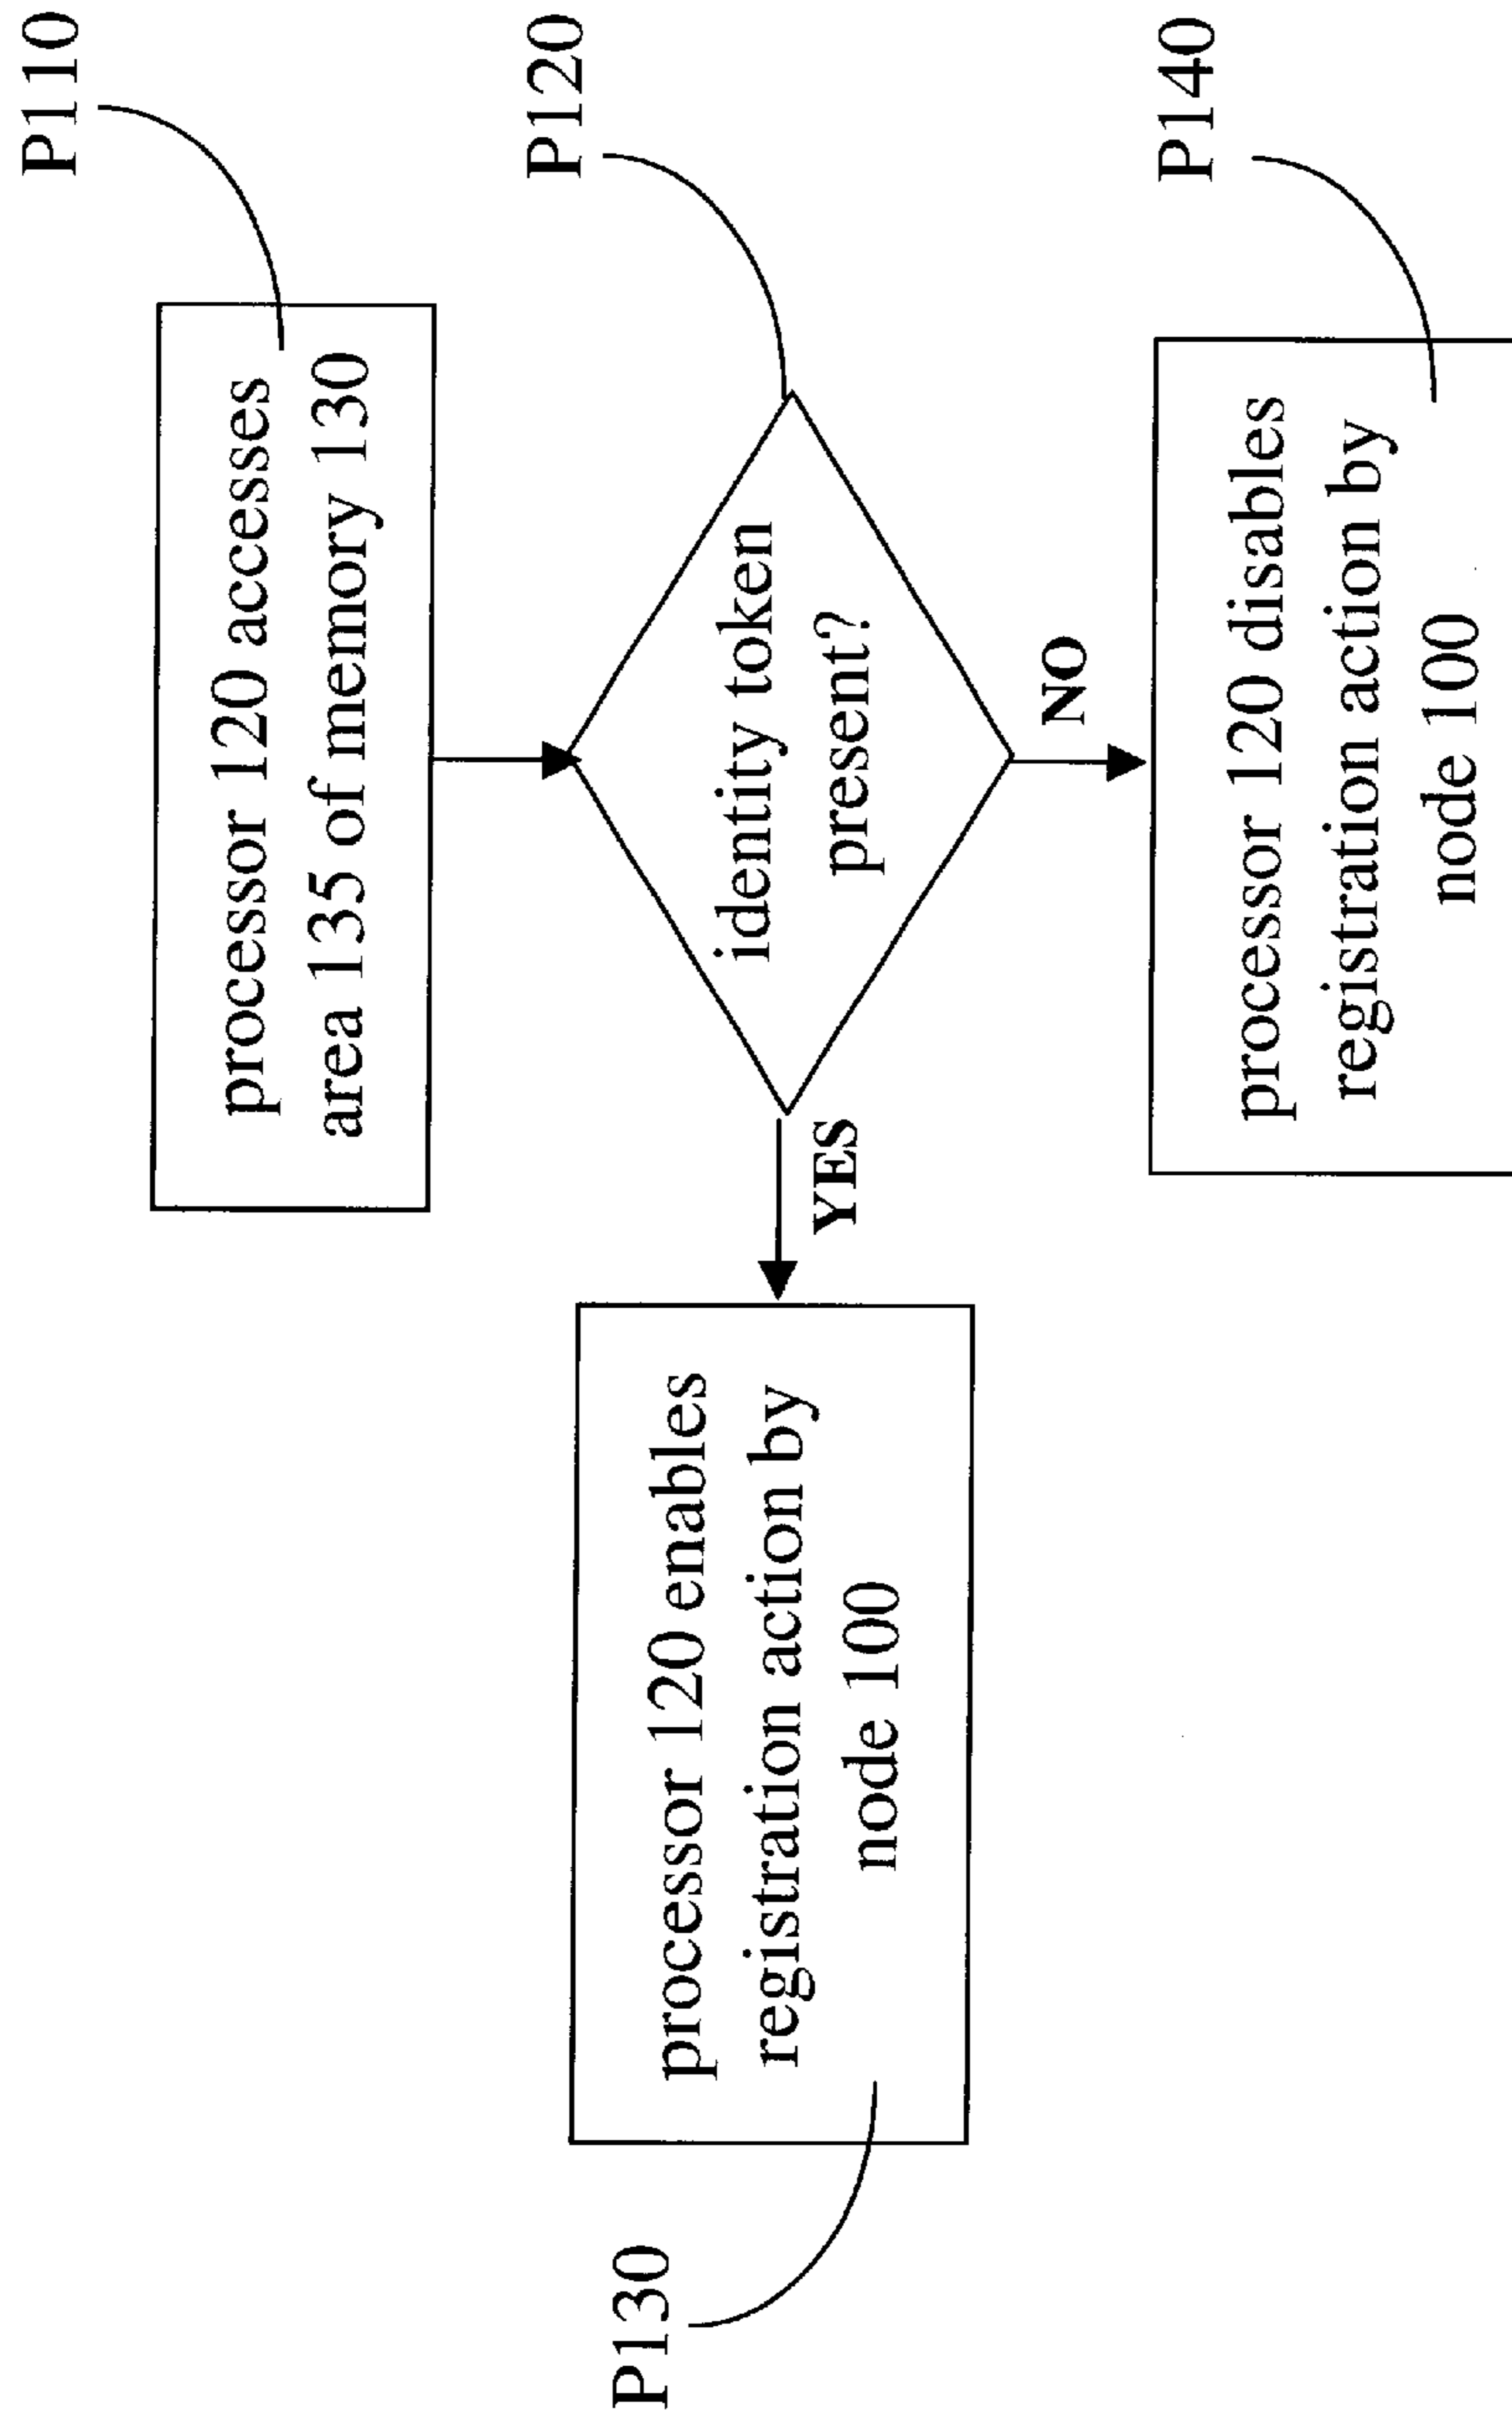 P110
processor 120 accesses
area 135 of memory 130
P120
identity token
present?
YES
NO
P130
processor 120 enables
registration action by
node 100
P140
processor 120 disables
registration action by
node 100